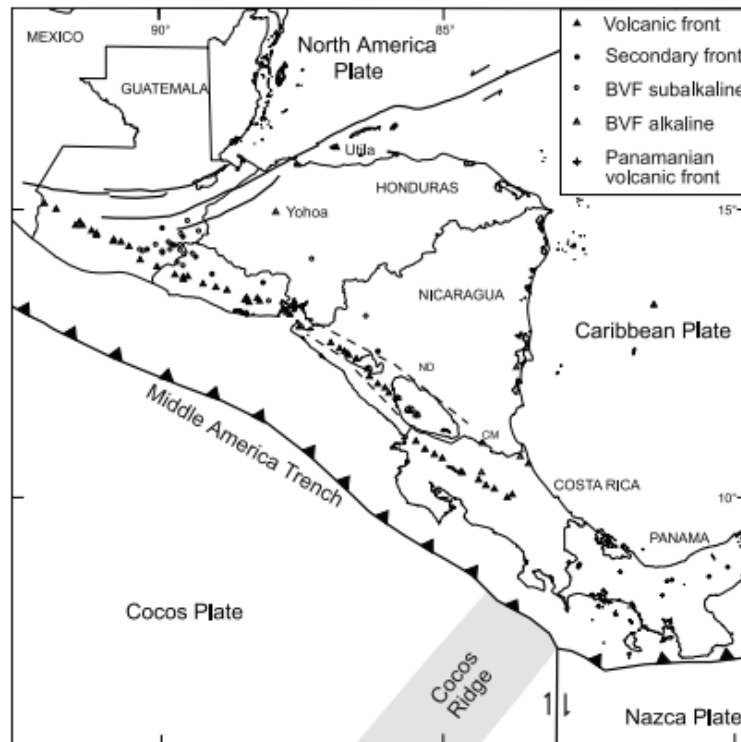 90°
85°
MEXICO
North America
Plate
GUATEMALA
Volcanic front
Secondary front
BVF subalkaline
BVF alkaline
Panamanian
volcanic front
Utila
HONDURAS
Yohoa
15°
NICARAGUA
Caribbean Plate
ND
Middle America Trench
CM
COSTA RICA
10°
PANAMA
Cocos Plate
Cocos
Ridge
Nazca Plate